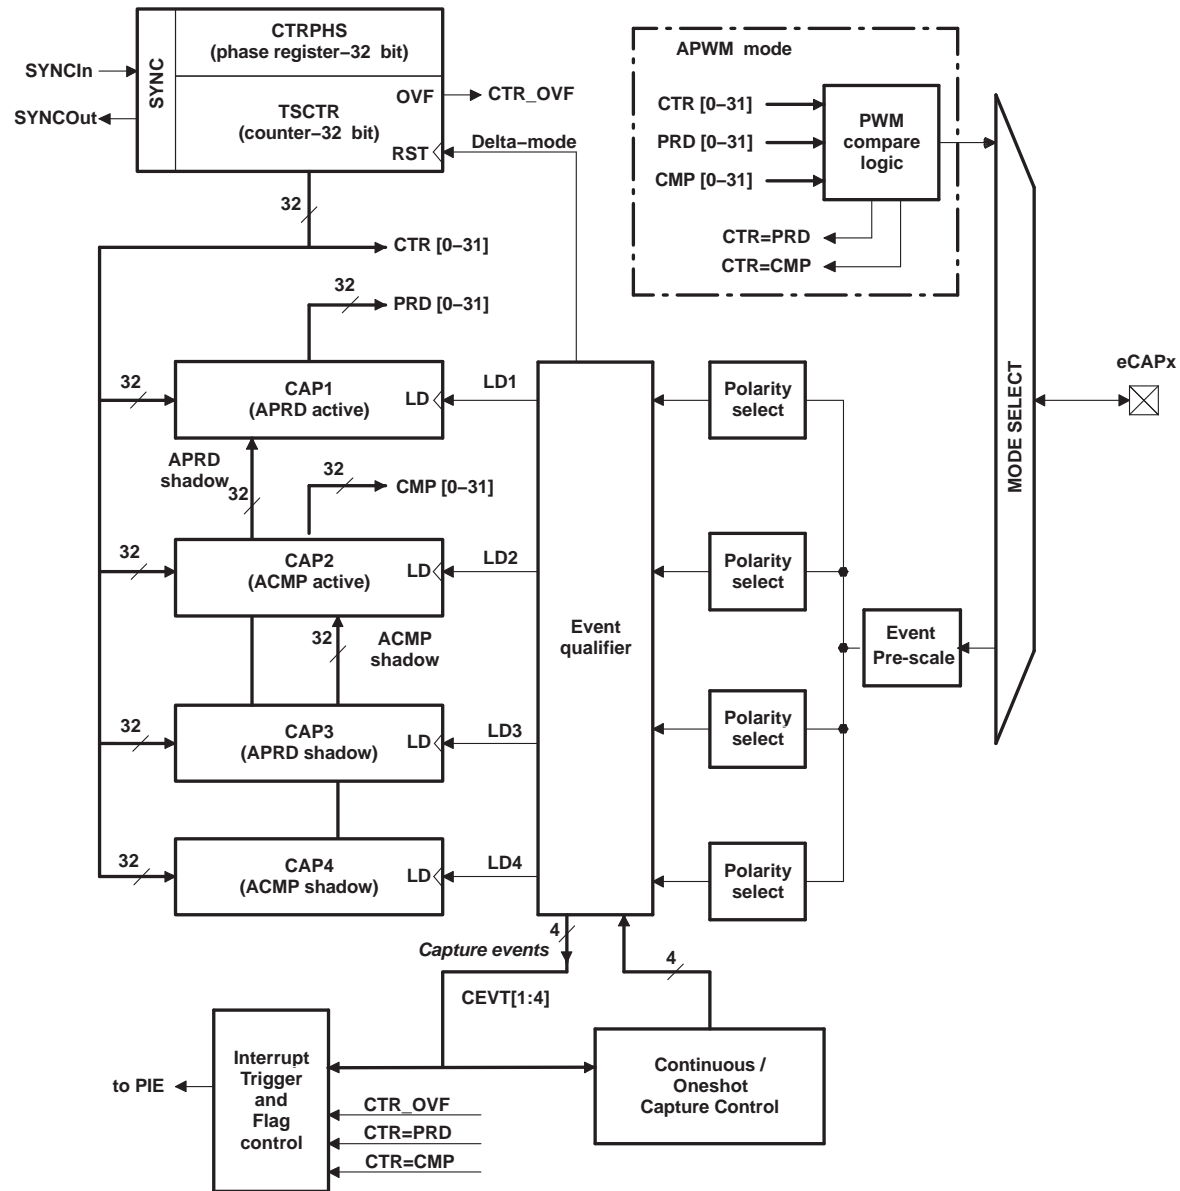 CTRPHS
(phase register−32 bit)
SYNC
SYNCIn
SYNCOut
OVF
CTR_OVF
TSCTR
(counter−32 bit)
RST
Delta−mode
32
CTR [0−31]
32
PRD [0−31]
APWM mode
CTR [0−31]
PRD [0−31]
CMP [0−31]
PWM
compare
logic
CTR=PRD
CTR=CMP
MODE SELECT
eCAPx
32
CAP1
(APRD active)
LD
LD1
Polarity
select
APRD
shadow
32
32
CMP [0−31]
32
CAP2
(ACMP active)
LD
LD2
Polarity
select
32
ACMP
shadow
Event
qualifier
Event
Pre-scale
32
CAP3
(APRD shadow)
LD
LD3
Polarity
select
32
CAP4
(ACMP shadow)
LD
LD4
Polarity
select
4
Capture events
CEVT[1:4]
4
Interrupt
Trigger
and
Flag
control
to PIE
CTR_OVF
CTR=PRD
CTR=CMP
Continuous /
Oneshot
Capture Control